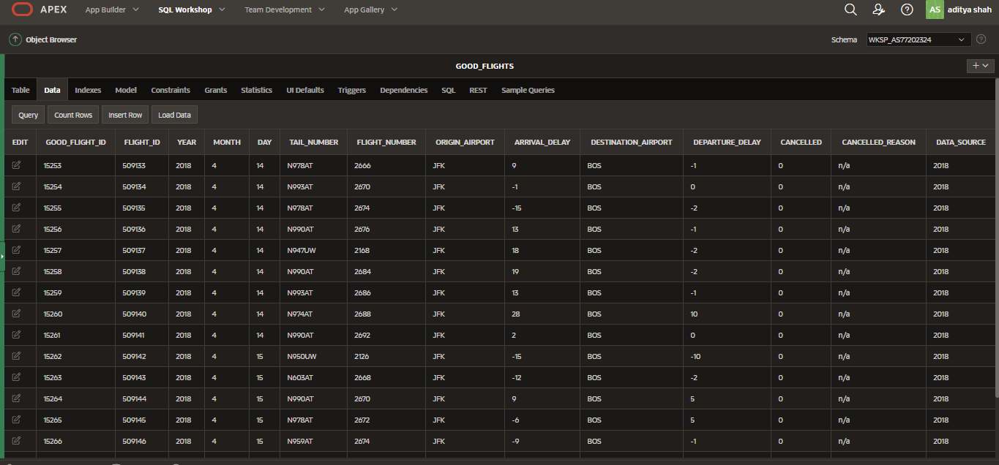 APEX App Builder SQL Workshop Team Development App Gallery AS aditya shah
Object Browser Schema WKSP_AS77202324
GOOD_FLIGHTS
Table Data Indexes Model Constraints Grants Statistics UI Defaults Triggers Dependencies SQL REST Sample Queries
Query Count Rows Insert Row Load Data
EDIT GOOD_FLIGHT_ID FLIGHT_ID YEAR MONTH DAY TAIL_NUMBER FLIGHT_NUMBER ORIGIN_AIRPORT ARRIVAL_DELAY DESTINATION_AIRPORT DEPARTURE_DELAY CANCELLED CANCELLED_REASON DATA_SOURCE
15253 509133 2018 4 14 N978AT 2666 JFK 9 BOS -1 0 n/a 2018
15254 509134 2018 4 14 N993AT 2670 JFK -1 BOS 0 0 n/a 2018
15255 509135 2018 4 14 N978AT 2674 JFK -15 BOS -2 0 n/a 2018
15256 509136 2018 4 14 N990AT 2676 JFK 13 BOS -1 0 n/a 2018
15257 509137 2018 4 14 N947UW 2168 JFK 18 BOS -2 0 n/a 2018
15258 509138 2018 4 14 N990AT 2684 JFK 19 BOS -2 0 n/a 2018
15259 509139 2018 4 14 N993AT 2686 JFK 13 BOS -1 0 n/a 2018
15260 509140 2018 4 14 N974AT 2688 JFK 28 BOS 10 0 n/a 2018
15261 509141 2018 4 14 N990AT 2692 JFK 2 BOS 0 0 n/a 2018
15262 509142 2018 4 15 N950UW 2126 JFK -15 BOS -10 0 n/a 2018
15263 509143 2018 4 15 N603AT 2668 JFK -12 BOS -2 0 n/a 2018
15264 509144 2018 4 15 N990AT 2670 JFK 9 BOS 5 0 n/a 2018
15265 509145 2018 4 15 N978AT 2672 JFK -6 BOS 5 0 n/a 2018
15266 509146 2018 4 15 N959AT 2674 JFK -9 BOS -1 0 n/a 2018